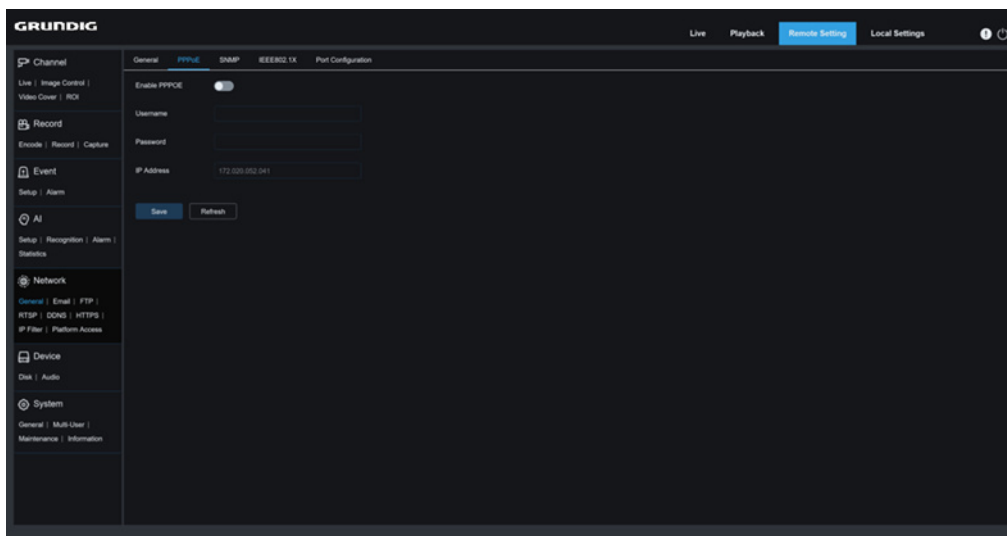 GRUNDIG
Live Playback Remote Setting Local Settings
Channel
Live | Image Control |
Video Cover | ROI
Record
Encode | Record | Capture
Event
Setup | Alarm
AI
Setup | Recognition | Alarm |
Statistics
Network
General | Email | FTP |
RTSP | DDNS | HTTPS |
IP Filter | Platform Access
Device
Disk | Audio
System
General | Multi-User |
Maintenance | Information
General PPPoE SNMP IEEE802.1X Port Configuration
Enable PPPOE
Username
Password
IP Address 172.020.052.041
Save Refresh